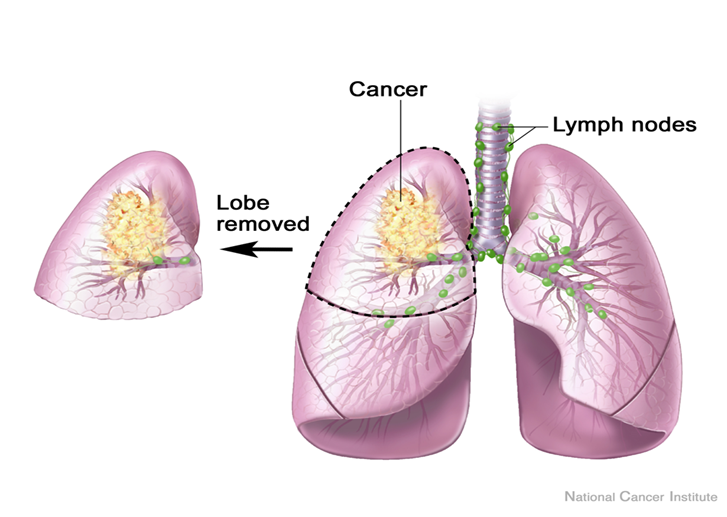 Cancer
Lymph nodes
Lobe
removed
National Cancer Institute